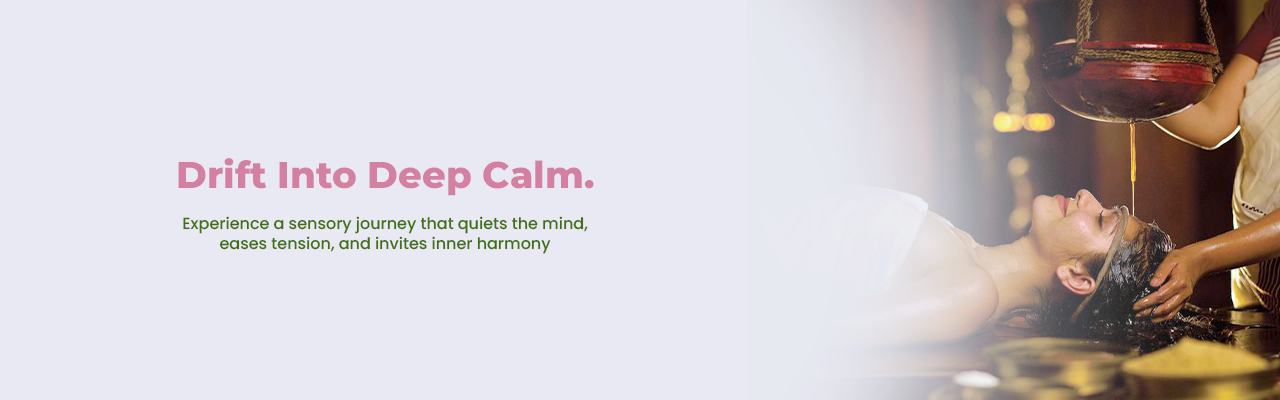 Drift Into Deep Calm.
Experience a sensory journey that quiets the mind,
eases tension, and invites inner harmony